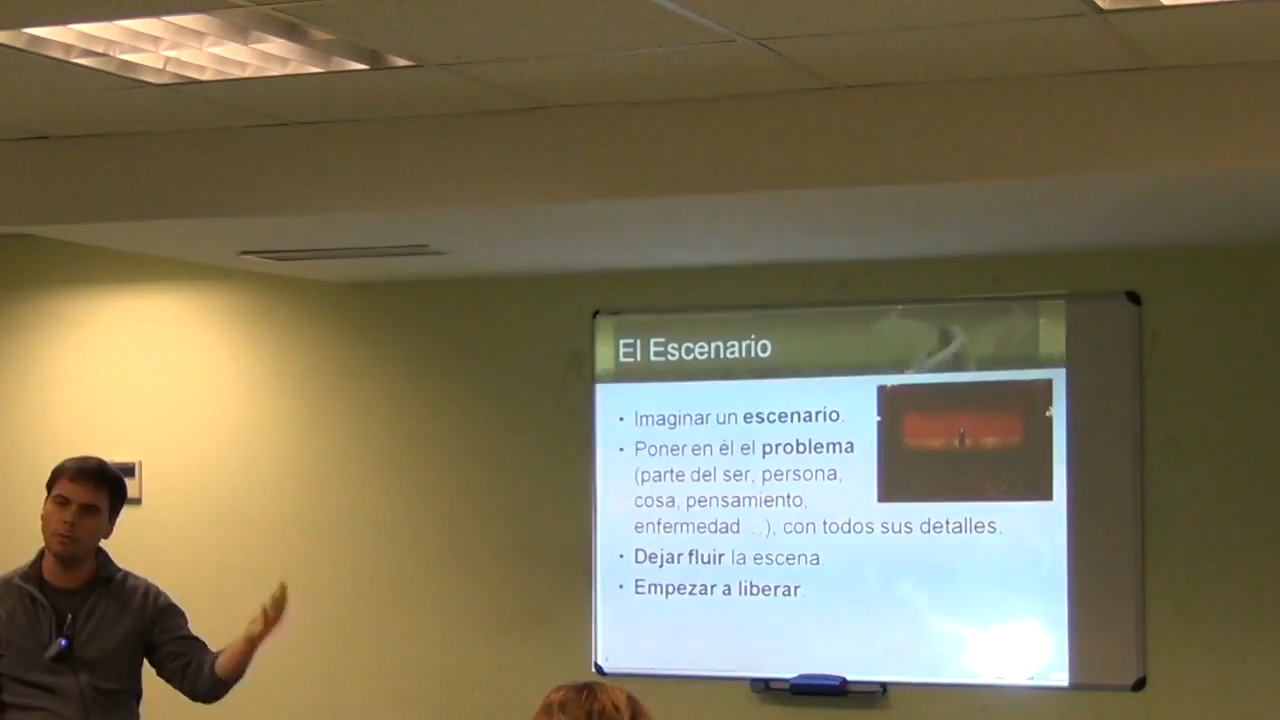 El Escenario
• Imaginar un escenario.
• Poner en él el problema
(parte del ser, persona,
cosa, pensamiento,
enfermedad ...), con todos sus detalles.
• Dejar fluir la escena.
• Empezar a liberar.